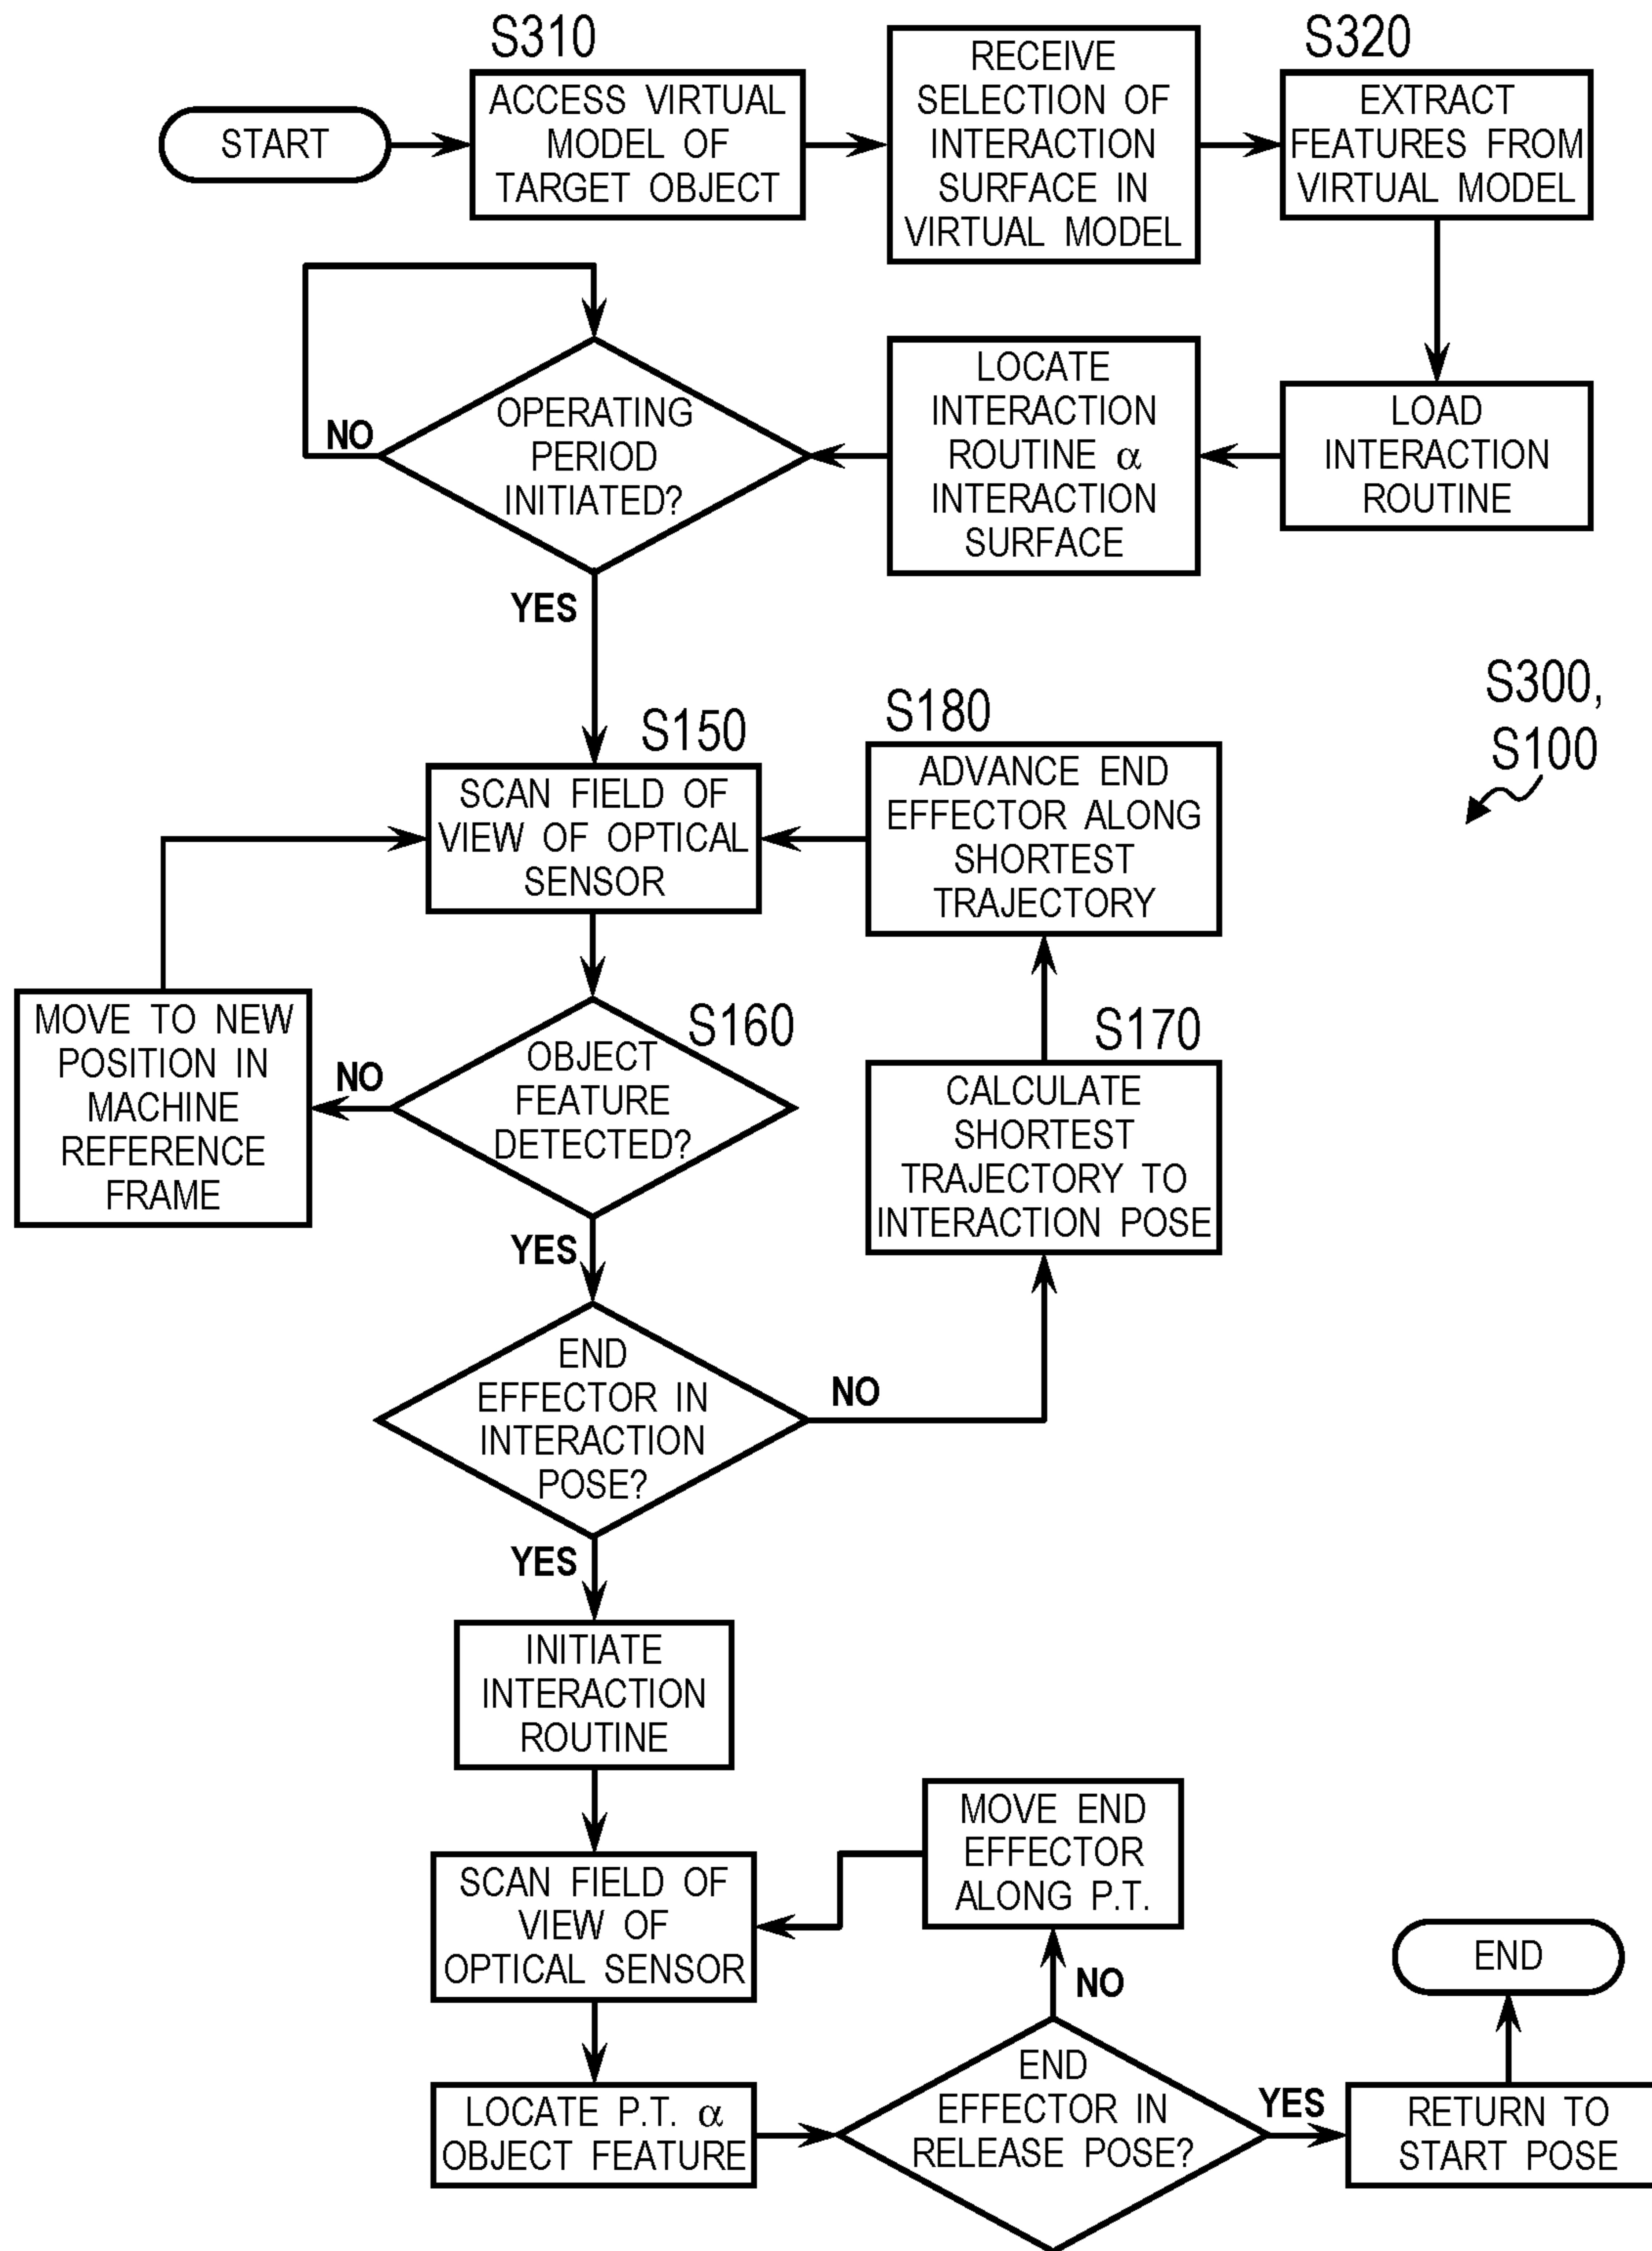 S310
S320
START
ACCESS VIRTUAL
MODEL OF
TARGET OBJECT
RECEIVE
SELECTION OF
INTERACTION
SURFACE IN
VIRTUAL MODEL
EXTRACT
FEATURES FROM
VIRTUAL MODEL
LOAD
INTERACTION
ROUTINE
LOCATE
INTERACTION
ROUTINE α
INTERACTION
SURFACE
OPERATING
PERIOD
INITIATED?
NO
YES
S300,
S100
S150
SCAN FIELD OF
VIEW OF OPTICAL
SENSOR
S180
ADVANCE END
EFFECTOR ALONG
SHORTEST
TRAJECTORY
MOVE TO NEW
POSITION IN
MACHINE
REFERENCE
FRAME
NO
S160
OBJECT
FEATURE
DETECTED?
S170
CALCULATE
SHORTEST
TRAJECTORY TO
INTERACTION POSE
YES
END
EFFECTOR IN
INTERACTION
POSE?
NO
YES
INITIATE
INTERACTION
ROUTINE
SCAN FIELD OF
VIEW OF
OPTICAL SENSOR
MOVE END
EFFECTOR
ALONG P.T.
LOCATE P.T. α
OBJECT FEATURE
NO
END
EFFECTOR IN
RELEASE POSE?
YES
RETURN TO
START POSE
END